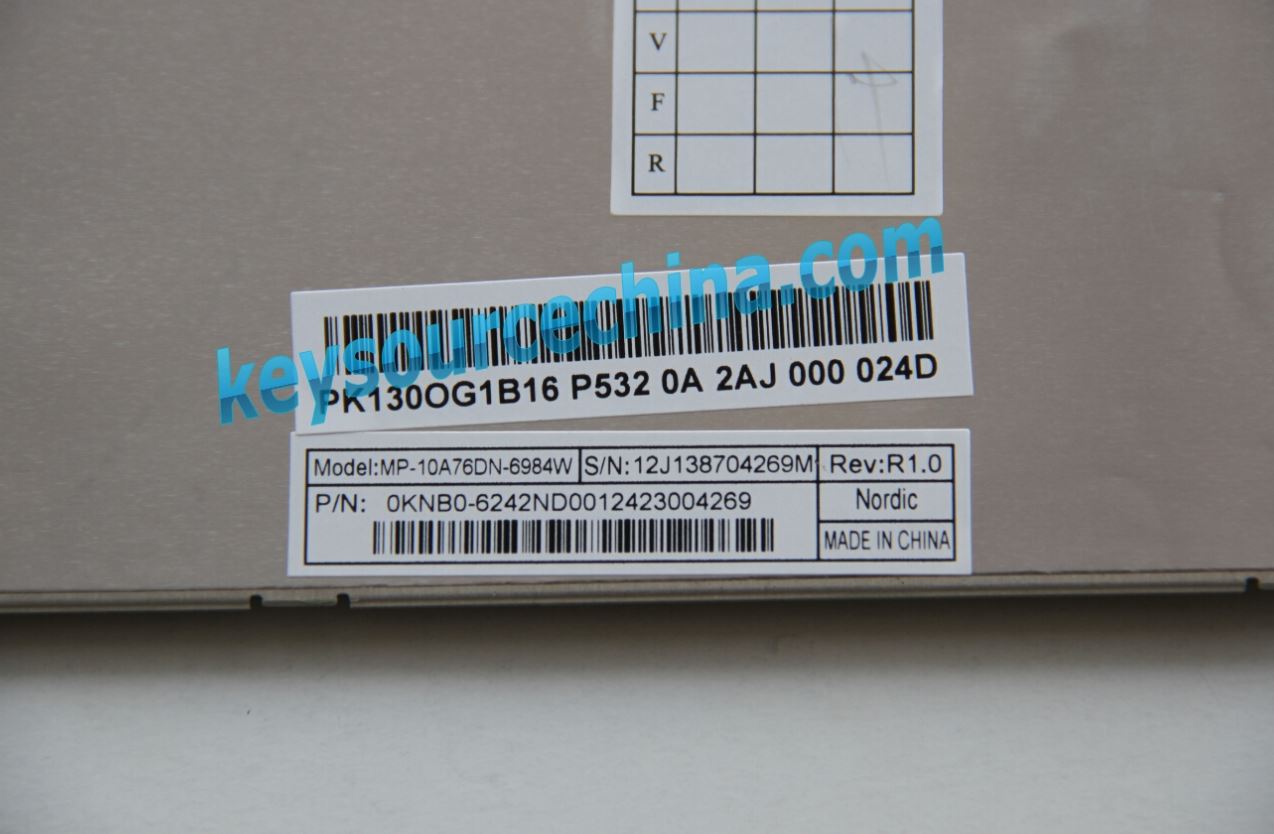 V
F
R
keysourcechina.com
PK130OG1B16 P532 0A 2AJ 000 024D
Model:MP-10A76DN-6984W S/N:12J138704269M Rev:R1.0
P/N: 0KNB0-6242ND0012423004269 Nordic
MADE IN CHINA